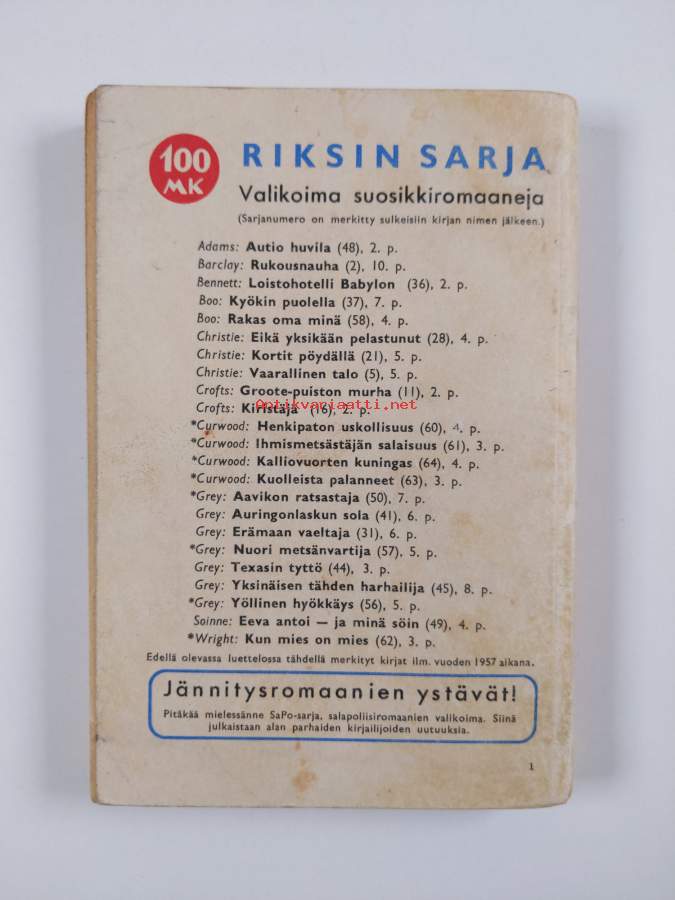 100 MK
RIKSIN SARJA
Valikoima suosikkiromaaneja
(Sarjanumero on merkitty sulkeisiin kirjan nimen jälkeen.)
Adams: Autio huvila (48), 2. p.
Barclay: Rukousnauha (2), 10. p.
Bennett: Loistohotelli Babylon (36), 2. p.
Boo: Kyökin puolella (37), 7. p.
Boo: Rakas oma minä (58), 4. p.
Christie: Eikä yksikään pelastunut (28), 4. p.
Christie: Kortit pöydällä (21), 5. p.
Christie: Vaarallinen talo (5), 5. p.
Crofts: Groote-puiston murha (11), 2. p.
Antikvariaatti.net
Crofts: Kiristäjä (16), 2. p.
*Curwood: Henkipaton uskollisuus (60), 4. p.
*Curwood: Ihmismetsästäjän salaisuus (61), 3. p.
*Curwood: Kalliovuorten kuningas (64), 4. p.
*Curwood: Kuolleista palanneet (63), 3. p.
*Grey: Aavikon ratsastaja (50), 7. p.
Grey: Auringonlaskun sola (41), 6. p.
Grey: Erämaan vaeltaja (31), 6. p.
*Grey: Nuori metsänvartija (57), 5. p.
Grey: Texasin tyttö (44), 3. p.
Grey: Yksinäisen tähden harhailija (45), 8. p.
*Grey: Yöllinen hyökkäys (56), 5. p.
Soinne: Eeva antoi — ja minä söin (49), 4. p.
*Wright: Kun mies on mies (62), 3. p.
Edellä olevassa luettelossa tähdellä merkityt kirjat ilm. vuoden 1957 aikana.
Jännitysromaanien ystävät!
Pitäkää mielessänne SaPo-sarja, salapoliisiromaanien valikoima. Siinä
julkaistaan alan parhaiden kirjailijoiden uutuuksia.
1